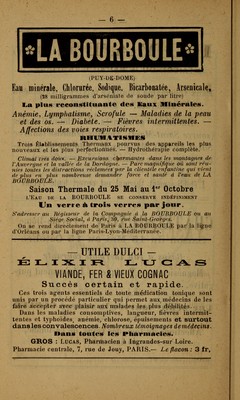 — 6 —
*LA BOURBOULE*
(PUY-DE-DOME)
Eau minérale, Chlorurée, Sodique, Bicarbonatée, Arsenicale,
(28 milligrammes d'arséniate de soude par litre)
La plus reconstituante des Eaux Minérales.
Anémie, Lymphatisme, Scrofule — Maladies de la peau
et des os. — Diabète. — Fièvres intermittentes. —
Affections des voies respiratoires.
RHUMATISMES
Trois Établissements Thermaux pourvus des appareils les plus
nouveaux et les plus perfectionnés. — Hydrothérapie complète.
Climat très doux. — Excursions charmantes dans les montagnes de
l'Auvergne et la vallée de la Dordogne. — Parc magnifique où sont réu-
nies toutes les distractions réclamées par la clientèle enfantine qui vient
de plus en plus nombreuse demander force et santé à l'eau de LA
BOURBOULE.
Saison Thermale du 25 Mai au 1er Octobre
L'EAU DE LA BOURBOULE SE CONSERVE INDÉFINIMENT
Un verre à trois verres par jour.
S'adresser au Régisseur de la Compagnie à LA BOURBOULE ou au
Siège Social, à Paris, 30, rue Saint-Georges.
On se rend directement de Paris à LA BOURBOULE par la ligne
d'Orléans ou par la ligne Paris-Lyon-Méditerranée.
— UTILE DULCI —
ÉLIXIR LUCAS
VIANDE, FER & VIEUX COGNAC
Succès certain et rapide.
Ces trois agents essentiels de toute médication tonique sont
unis par un procédé particulier qui permet aux médecins de les
faire accepter avec plaisir aux malades les plus débilités.
Dans les maladies consomptives, langueur, fièvres intermit-
tentes et typhoïdes, anémie, chlorose, épuisements et surtout
dans les convalescences. Nombreux témoignages de médecins.
Dans toutes les Pharmacies.
GROS : LUCAS, Pharmacien à Ingrandes-sur Loire.
Pharmacie centrale, 7, rue de Jouy, PARIS.— Le flacon : 3 fr.